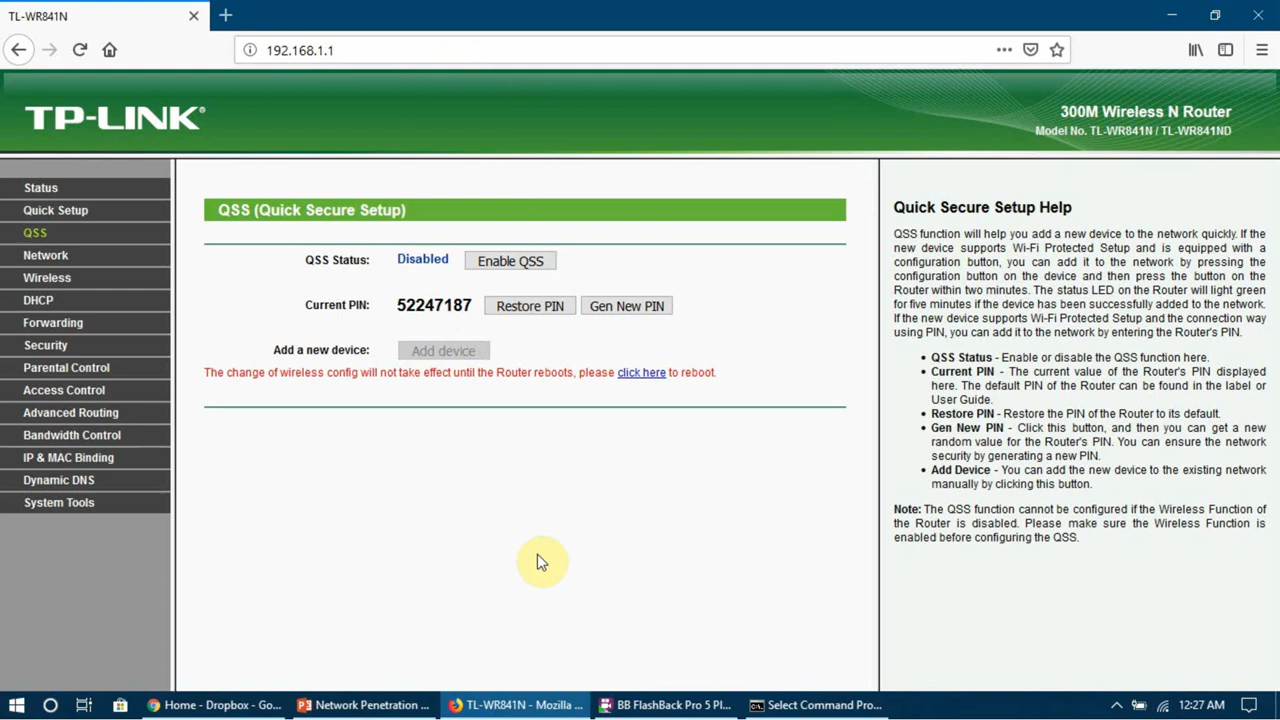 TL-WR841N
192.168.1.1
TP-LINK®
300M Wireless N Router
Model No. TL-WR841N / TL-WR841ND
Status
Quick Setup
QSS
Network
Wireless
DHCP
Forwarding
Security
Parental Control
Access Control
Advanced Routing
Bandwidth Control
IP & MAC Binding
Dynamic DNS
System Tools
QSS (Quick Secure Setup)
QSS Status: Disabled Enable QSS
Current PIN: 52247187 Restore PIN Gen New PIN
Add a new device: Add device
The change of wireless config will not take effect until the Router reboots, please click here to reboot.
Quick Secure Setup Help
QSS function will help you add a new device to the network quickly. If the
new device supports Wi-Fi Protected Setup and is equipped with a
configuration button, you can add it to the network by pressing the
configuration button on the device and then press the button on the
Router within two minutes. The status LED on the Router will light green
for five minutes if the device has been successfully added to the network.
If the new device supports Wi-Fi Protected Setup and the connection way
using PIN, you can add it to the network by entering the Router's PIN.
• QSS Status - Enable or disable the QSS function here.
• Current PIN - The current value of the Router's PIN displayed
here. The default PIN of the Router can be found in the label or
User Guide.
• Restore PIN - Restore the PIN of the Router to its default.
• Gen New PIN - Click this button, and then you can get a new
random value for the Router's PIN. You can ensure the network
security by generating a new PIN.
• Add Device - You can add the new device to the existing network
manually by clicking this button.
Note: The QSS function cannot be configured if the Wireless Function of
the Router is disabled. Please make sure the Wireless Function is
enabled before configuring the QSS.
Home - Dropbox - Go...
Network Penetration ...
TL-WR841N - Mozilla ...
BB FlashBack Pro 5 Pl...
Select Command Pro...
12:27 AM